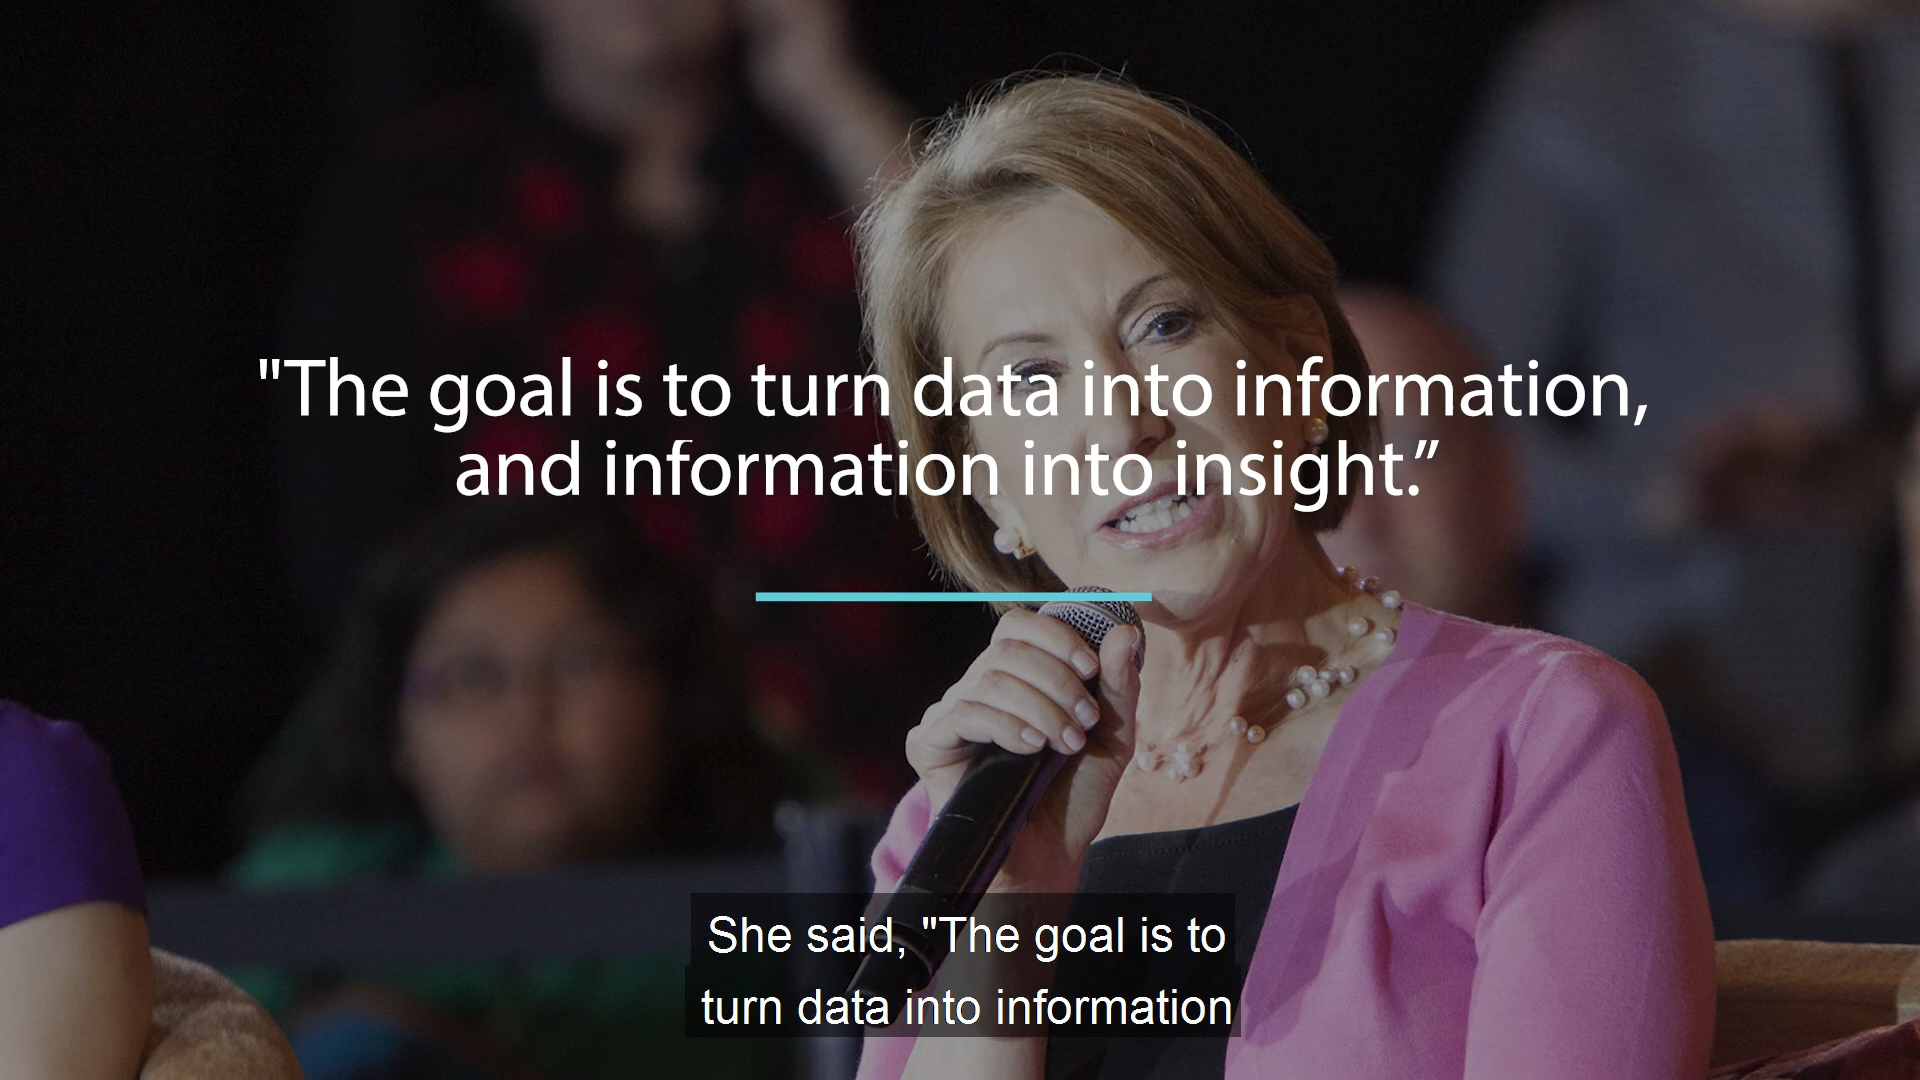 "The goal is to turn data into information,
and information into insight.”
She said, "The goal is to
turn data into information